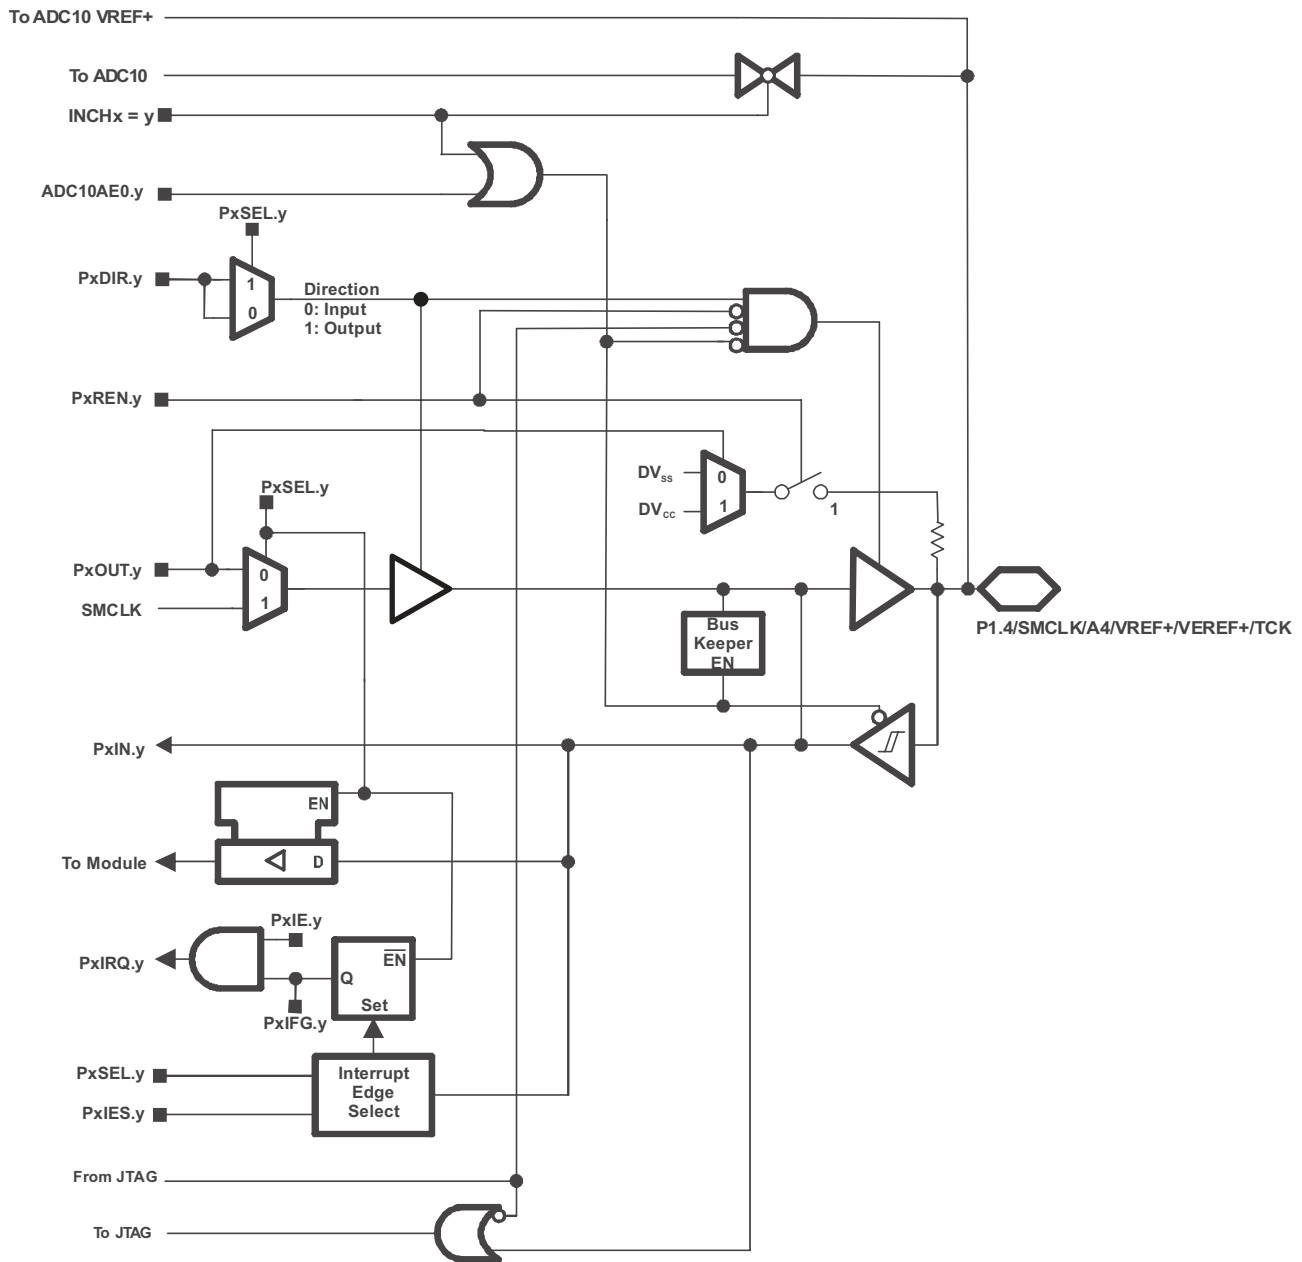 To ADC10 VREF+
To ADC10
INCHx = y
ADC10AE0.y
PxSEL.y
PxDIR.y
1
0
Direction
0: Input
1: Output
PxREN.y
DVss
0
DVcc
1
1
PxSEL.y
PxOUT.y
0
SMCLK
1
Bus
Keeper
EN
P1.4/SMCLK/A4/VREF+/VEREF+/TCK
PxIN.y
EN
To Module
D
PxIE.y
PxIRQ.y
EN
Q
Set
PxIFG.y
PxSEL.y
PxIES.y
Interrupt
Edge
Select
From JTAG
To JTAG